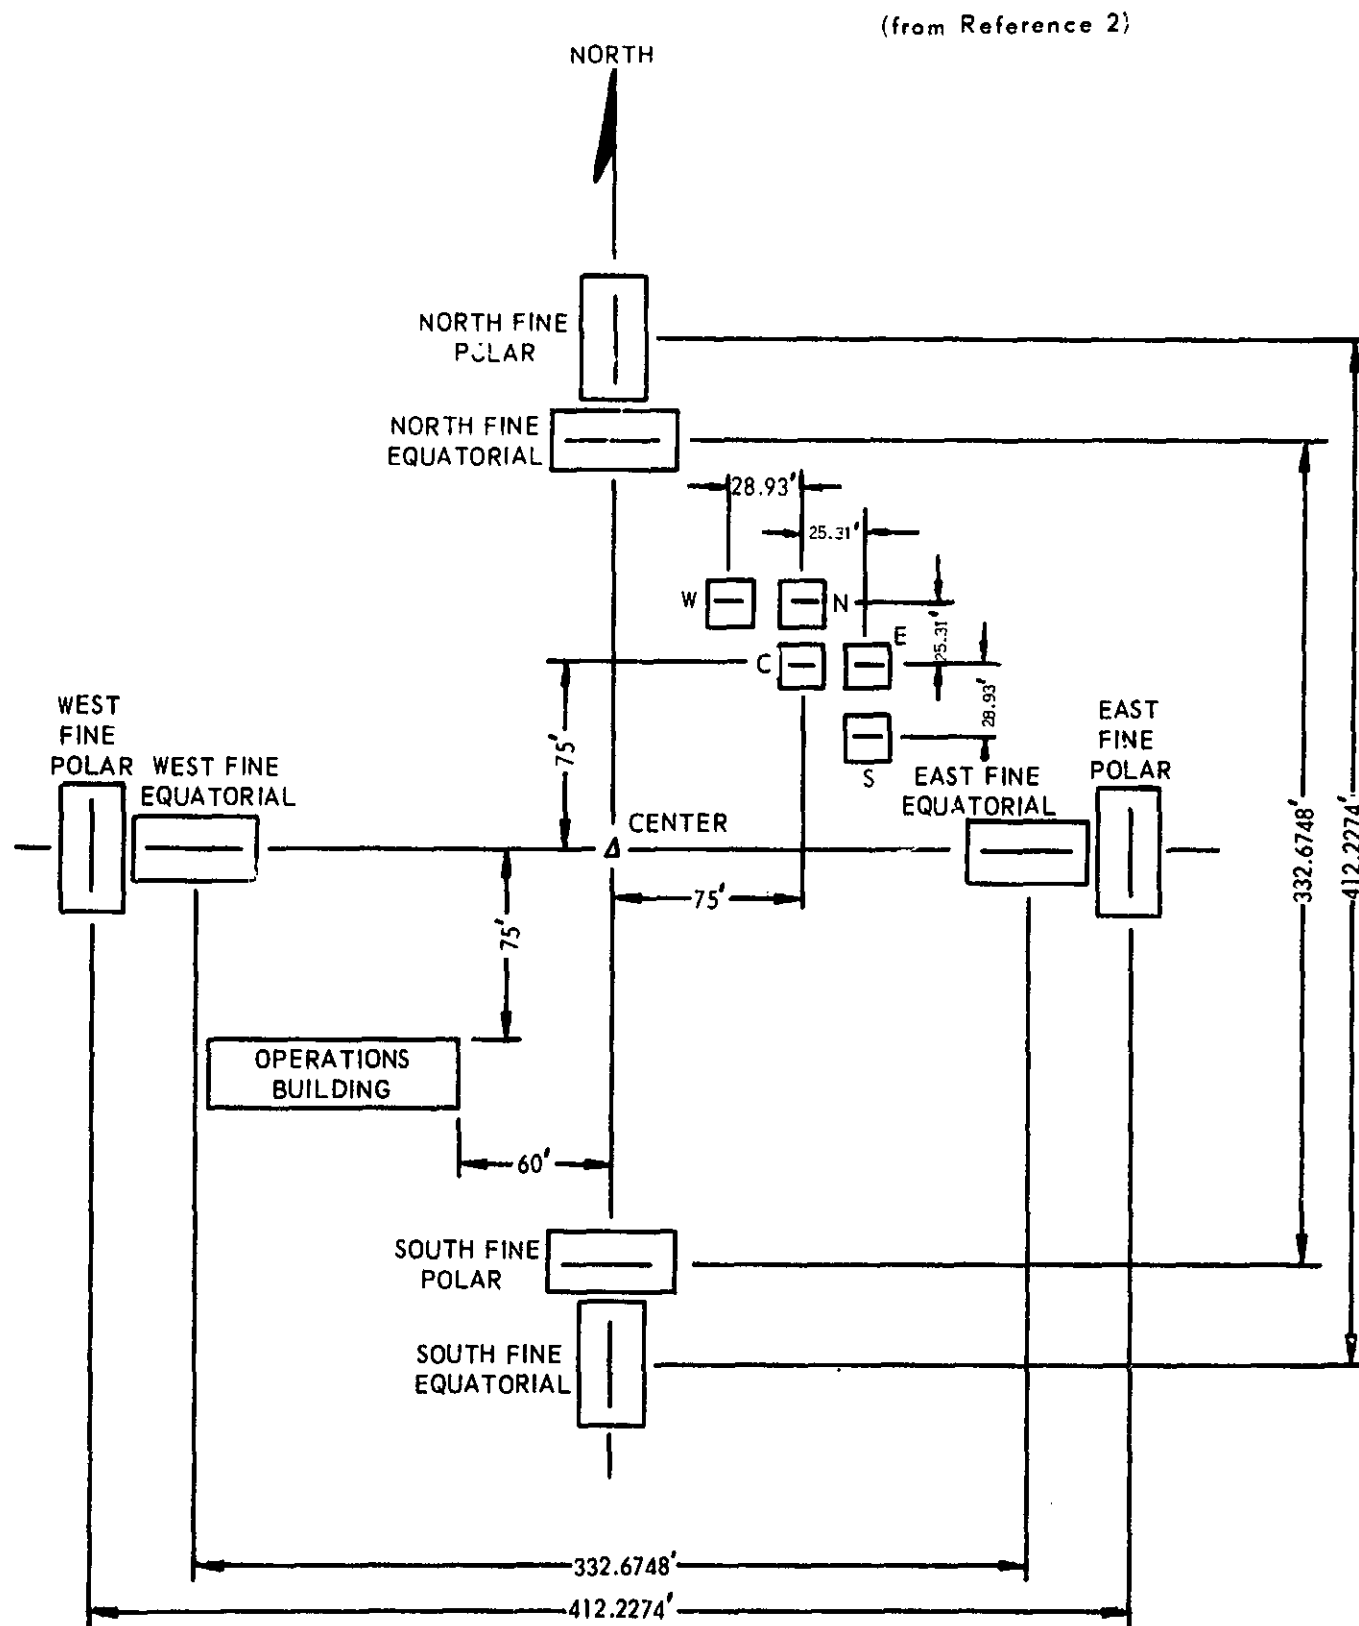 (from Reference 2)
NORTH
NORTH FINE
POLAR
NORTH FINE
EQUATORIAL
28.93'
25.31'
W
N
E
25.31'
C
28.93'
S
75'
WEST
FINE
POLAR
WEST FINE
EQUATORIAL
EAST
FINE
POLAR
EAST FINE
EQUATORIAL
CENTER
75'
75'
332.6748'
412.2274'
OPERATIONS
BUILDING
60'
SOUTH FINE
POLAR
SOUTH FINE
EQUATORIAL
332.6748'
412.2274'